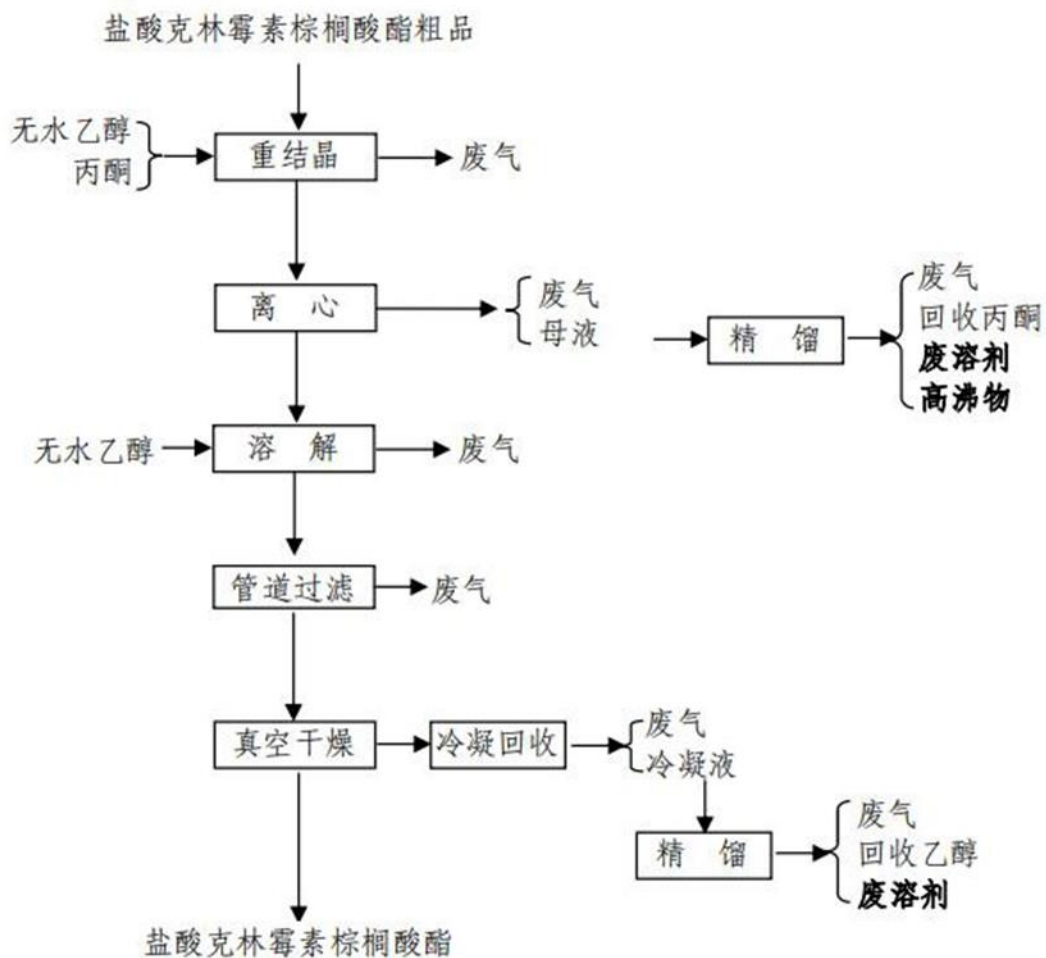 盐酸克林霉素棕榈酸酯粗品
无水乙醇
丙酮
重结晶
废气
离 心
废气
母液
精 馏
废气
回收丙酮
废溶剂
高沸物
无水乙醇
溶 解
废气
管道过滤
废气
真空干燥
冷凝回收
废气
冷凝液
精 馏
废气
回收乙醇
废溶剂
盐酸克林霉素棕榈酸酯